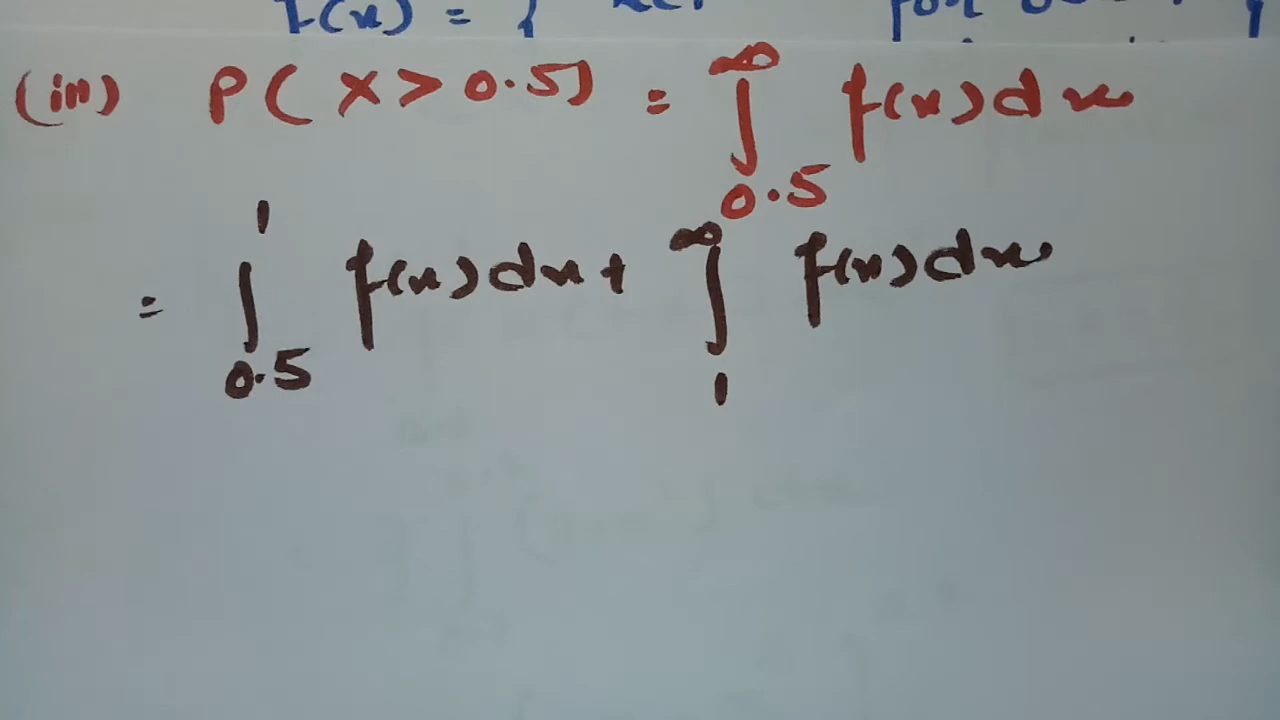 f(x) = {
(iii) P( X > 0.5) = ∫_{0.5}^{∞} f(x) dx
= ∫_{0.5}^{1} f(x) dx + ∫_{1}^{∞} f(x) dx